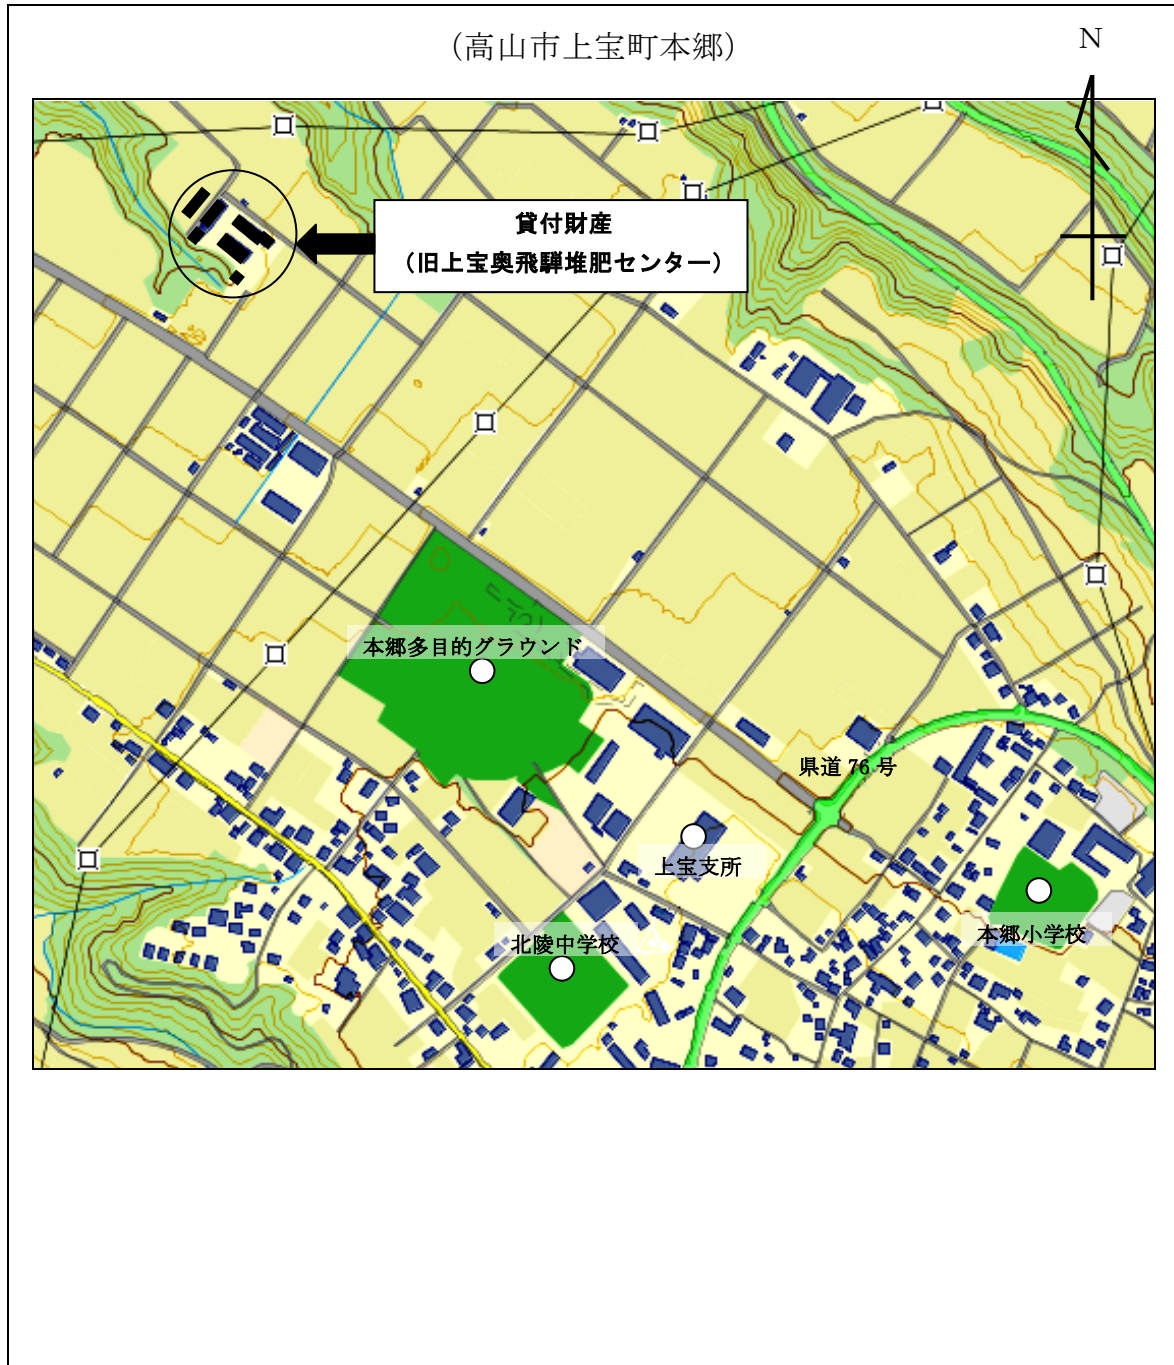 (高山市上宝町本郷)
N
貸付財産
(旧上宝奥飛騨堆肥センター)
本郷多目的グラウンド
県道 76 号
上宝支所
本郷小学校
北陵中学校